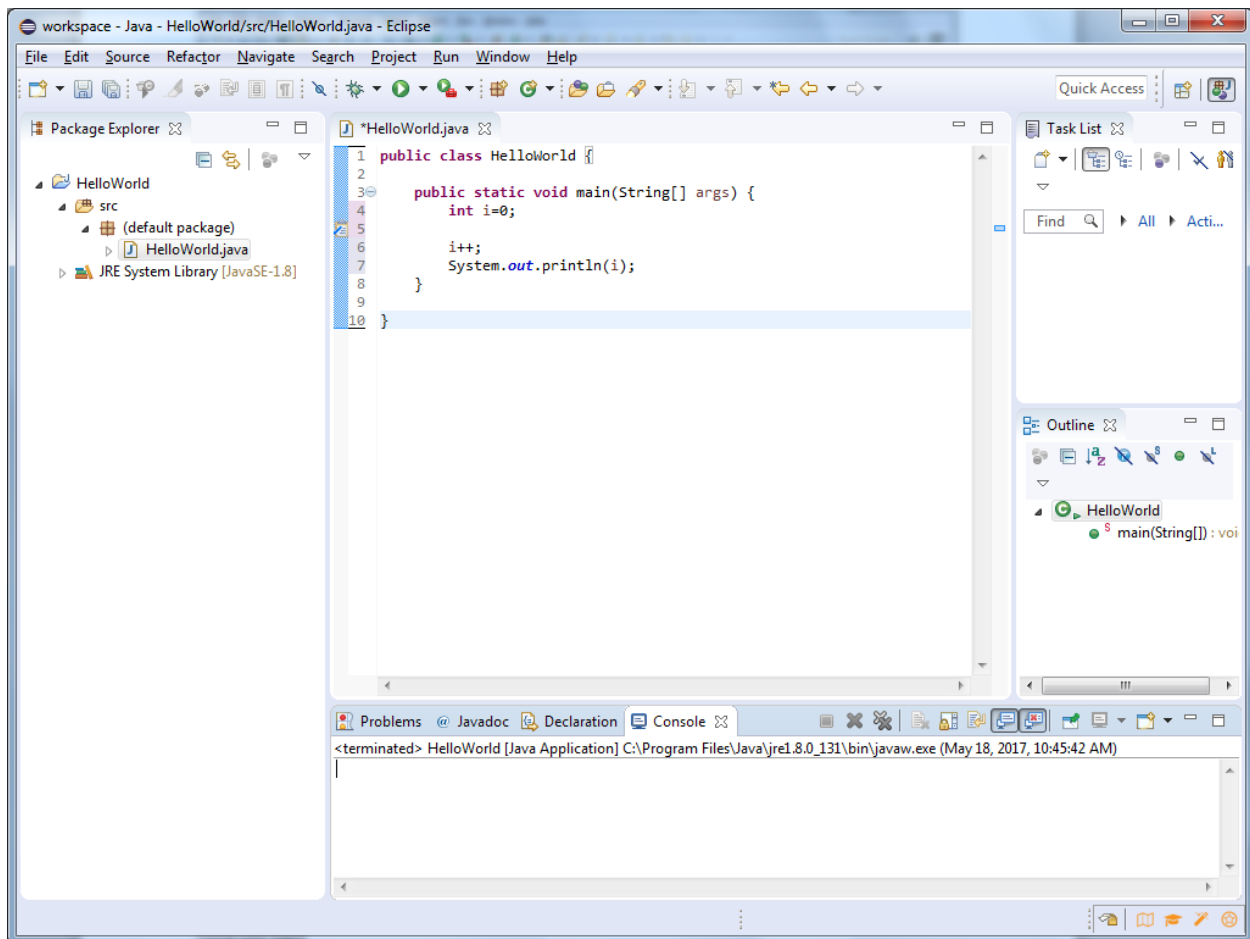 workspace - Java - HelloWorld/src/HelloWorld.java - Eclipse
File Edit Source Refactor Navigate Search Project Run Window Help
Quick Access
Package Explorer
HelloWorld
src
(default package)
HelloWorld.java
JRE System Library [JavaSE-1.8]
*HelloWorld.java
1 public class HelloWorld {
2
3 public static void main(String[] args) {
4 int i=0;
5
6 i++;
7 System.out.println(i);
8 }
9
10 }
Task List
Find All Acti...
Outline
HelloWorld
main(String[]) : voi
Problems @ Javadoc Declaration Console
<terminated> HelloWorld [Java Application] C:\Program Files\Java\jre1.8.0_131\bin\javaw.exe (May 18, 2017, 10:45:42 AM)